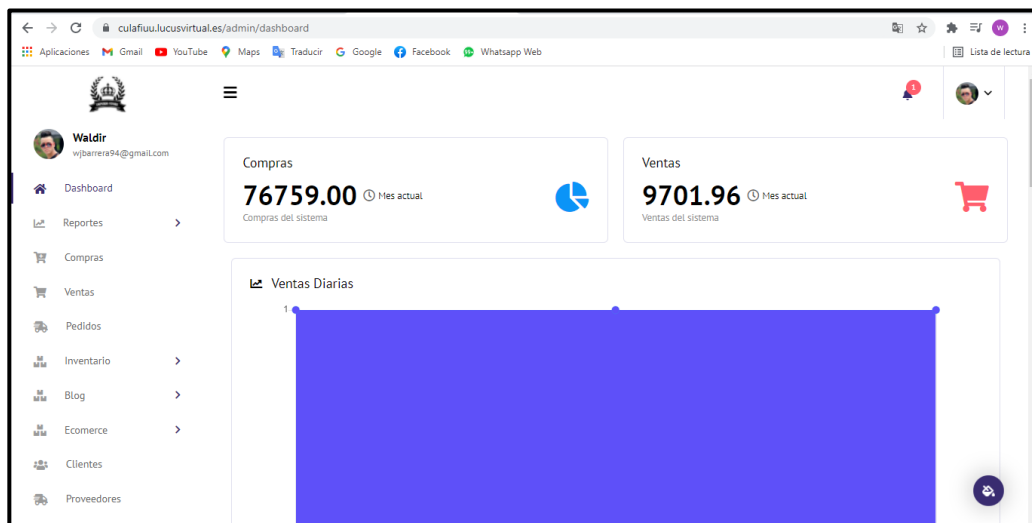 culafiuu.lucusvirtual.es/admin/dashboard
W
Aplicaciones Gmail YouTube Maps Traducir Google Facebook Whatsapp Web Lista de lectura
1
Waldir
wjbarrera94@gmail.com
Dashboard
Reportes
Compras
Ventas
Pedidos
Inventario
Blog
Ecomerce
Clientes
Proveedores
Compras
76759.00 Mes actual
Compras del sistema
Ventas
9701.96 Mes actual
Ventas del sistema
Ventas Diarias
1